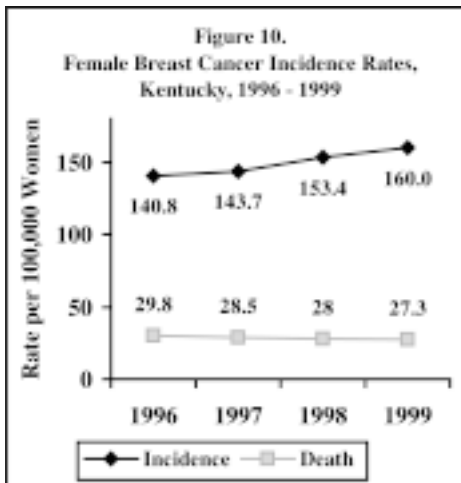 Figure 10.
Female Breast Cancer Incidence Rates,
Kentucky, 1996 - 1999
Rate per 100,000 Women
150
100
50
0
140.8 143.7 153.4 160.0
29.8 28.5 28 27.3
1996 1997 1998 1999
Incidence Death